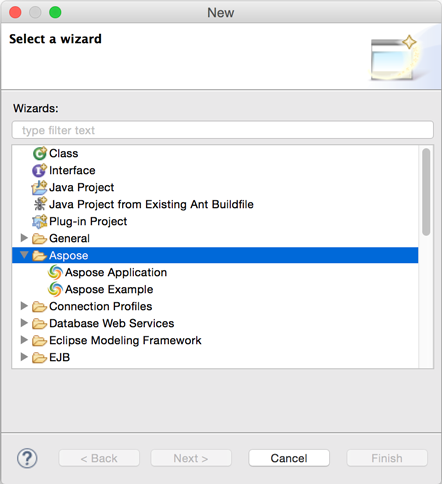 New
Select a wizard
Wizards:
type filter text
Class
Interface
Java Project
Java Project from Existing Ant Buildfile
Plug-in Project
General
Aspose
Aspose Application
Aspose Example
Connection Profiles
Database Web Services
Eclipse Modeling Framework
EJB
? < Back Next > Cancel Finish